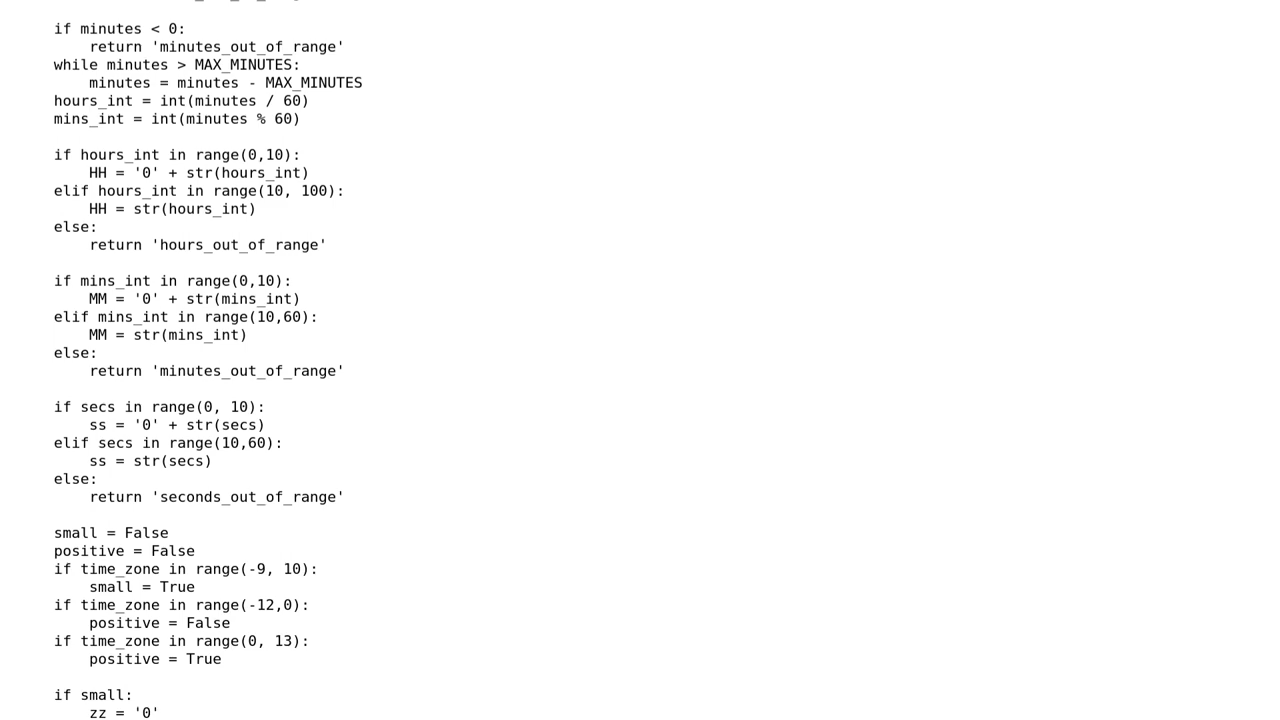 if minutes < 0:
    return 'minutes_out_of_range'
while minutes > MAX_MINUTES:
    minutes = minutes - MAX_MINUTES
hours_int = int(minutes / 60)
mins_int = int(minutes % 60)

if hours_int in range(0,10):
    HH = '0' + str(hours_int)
elif hours_int in range(10, 100):
    HH = str(hours_int)
else:
    return 'hours_out_of_range'

if mins_int in range(0,10):
    MM = '0' + str(mins_int)
elif mins_int in range(10,60):
    MM = str(mins_int)
else:
    return 'minutes_out_of_range'

if secs in range(0, 10):
    ss = '0' + str(secs)
elif secs in range(10,60):
    ss = str(secs)
else:
    return 'seconds_out_of_range'

small = False
positive = False
if time_zone in range(-9, 10):
    small = True
if time_zone in range(-12,0):
    positive = False
if time_zone in range(0, 13):
    positive = True

if small:
    zz = '0'